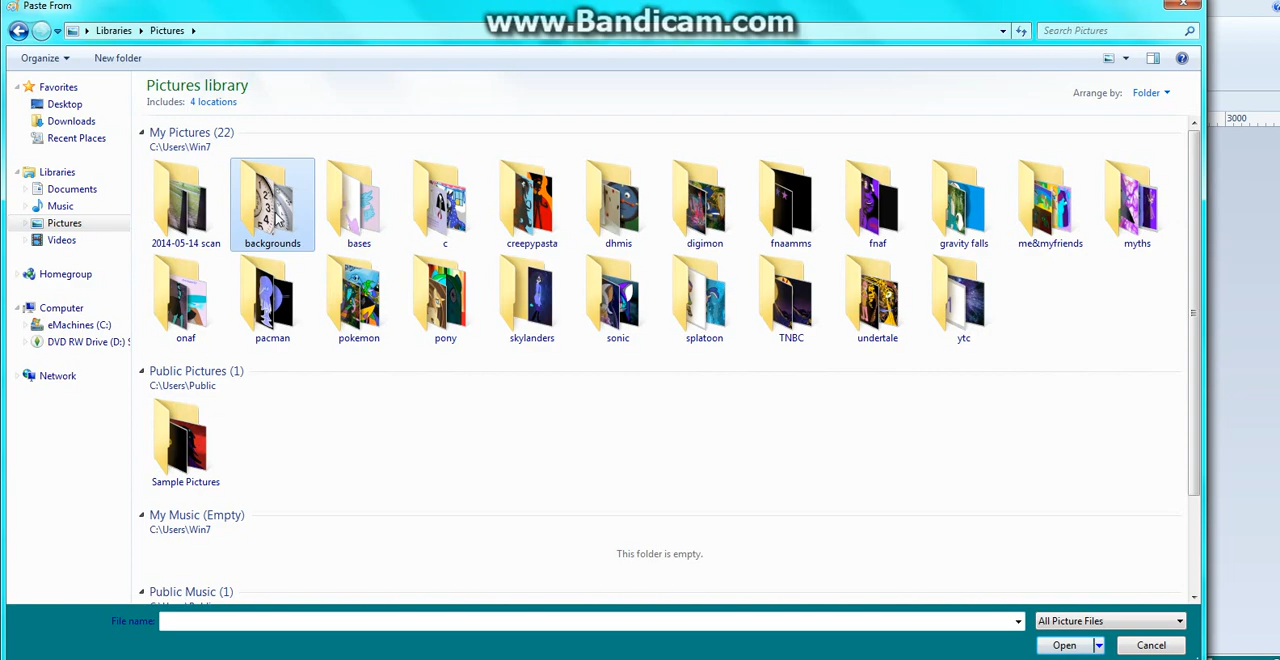 Paste From
www.Bandicam.com
Libraries
Pictures
Search Pictures
Organize
New folder
Favorites
Desktop
Downloads
Recent Places
Libraries
Documents
Music
Pictures
Videos
Homegroup
Computer
eMachines (C:)
DVD RW Drive (D:) S
Network
Pictures library
Includes: 4 locations
Arrange by: Folder
3000
My Pictures (22)
C:\Users\Win7
2014-05-14 scan
backgrounds
bases
c
creepypasta
dhmis
digimon
fnaamms
fnaf
gravity falls
me&myfriends
myths
onaf
pacman
pokemon
pony
skylanders
sonic
splatoon
TNBC
undertale
ytc
Public Pictures (1)
C:\Users\Public
Sample Pictures
My Music (Empty)
C:\Users\Win7
This folder is empty.
Public Music (1)
File name:
All Picture Files
Open
Cancel